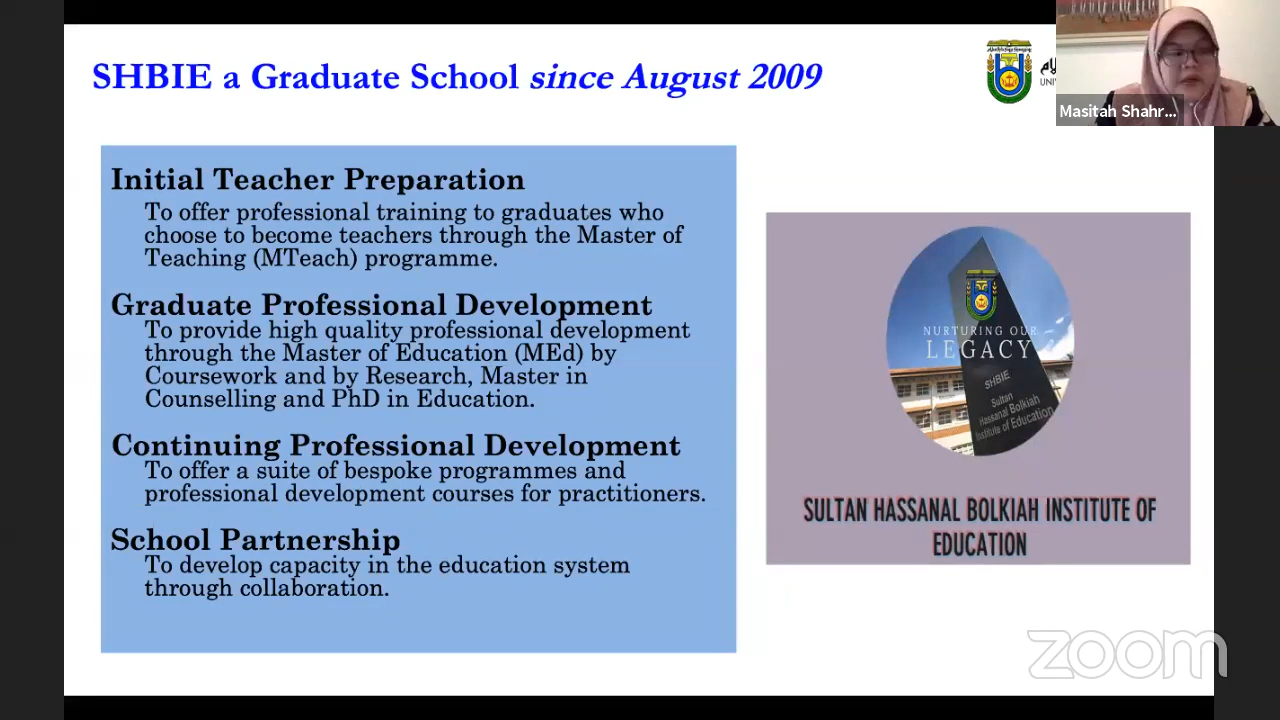 SHBIE a Graduate School since August 2009
Masitah Shahr...
Initial Teacher Preparation
To offer professional training to graduates who
choose to become teachers through the Master of
Teaching (MTeach) programme.
Graduate Professional Development
To provide high quality professional development
through the Master of Education (MEd) by
Coursework and by Research, Master in
Counselling and PhD in Education.
Continuing Professional Development
To offer a suite of bespoke programmes and
professional development courses for practitioners.
School Partnership
To develop capacity in the education system
through collaboration.
NURTURING OUR
LEGACY
SHBIE
Sultan
Hassanal Bolkiah
Institute of Education
SULTAN HASSANAL BOLKIAH INSTITUTE OF
EDUCATION
zoom